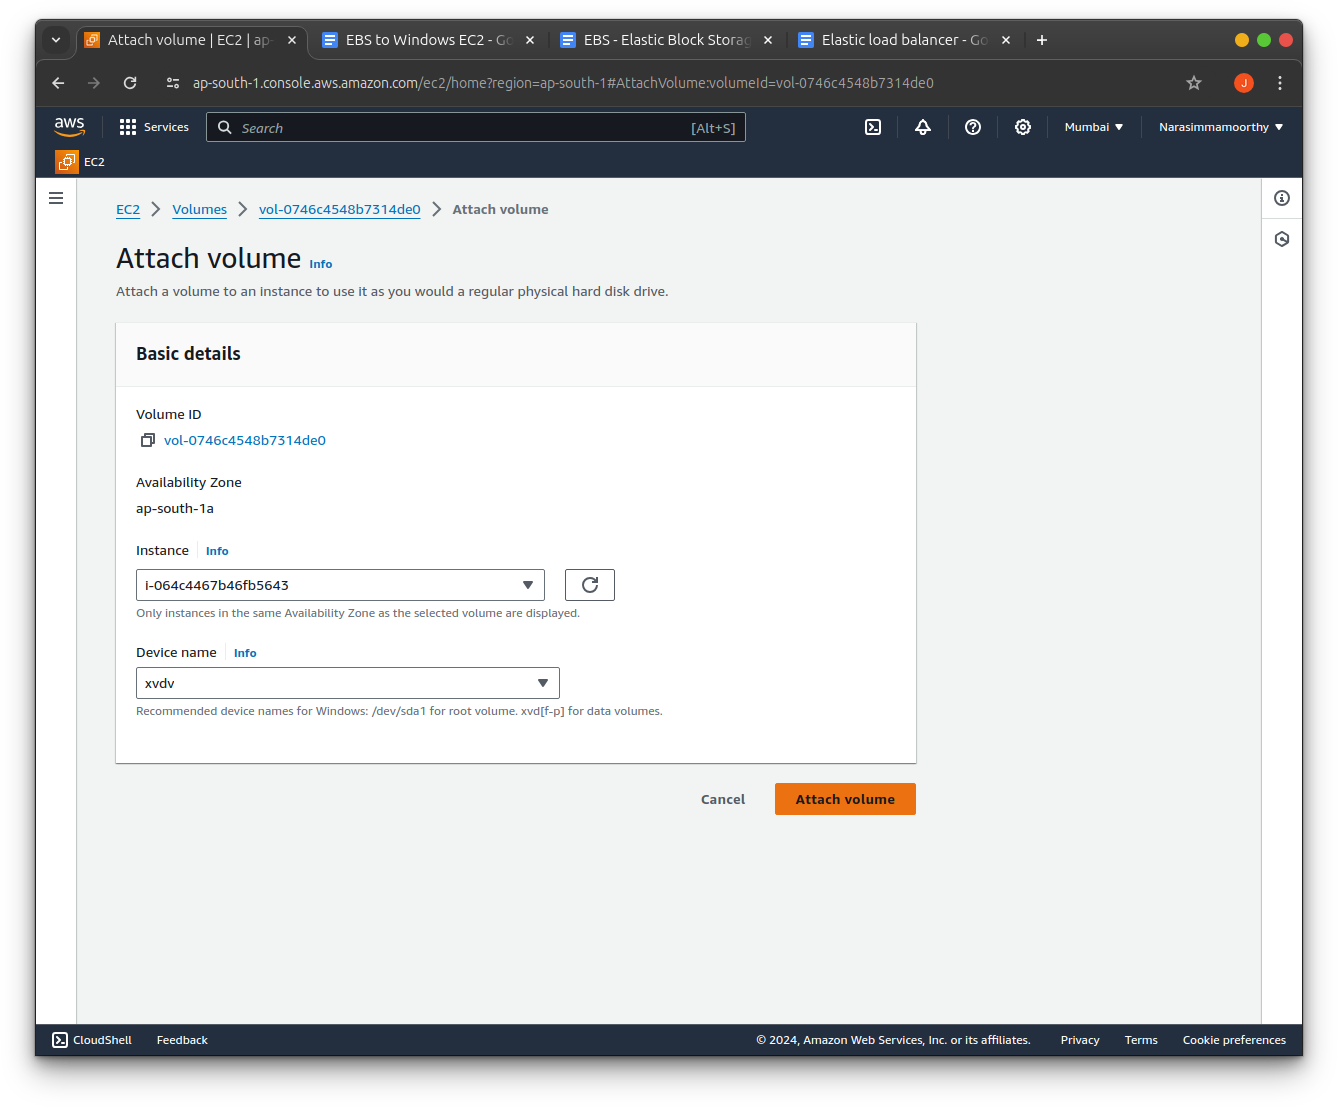 Attach volume | EC2 | ap-
EBS to Windows EC2 - Go
EBS - Elastic Block Storag
Elastic load balancer - Go
ap-south-1.console.aws.amazon.com/ec2/home?region=ap-south-1#AttachVolume:volumeId=vol-0746c4548b7314de0
J
aws
Services
Search
[Alt+S]
Mumbai
Narasimmamoorthy
EC2
EC2 > Volumes > vol-0746c4548b7314de0 > Attach volume
Attach volume Info
Attach a volume to an instance to use it as you would a regular physical hard disk drive.
Basic details
Volume ID
vol-0746c4548b7314de0
Availability Zone
ap-south-1a
Instance Info
i-064c4467b46fb5643
Only instances in the same Availability Zone as the selected volume are displayed.
Device name Info
xvdv
Recommended device names for Windows: /dev/sda1 for root volume. xvd[f-p] for data volumes.
Cancel
Attach volume
CloudShell
Feedback
© 2024, Amazon Web Services, Inc. or its affiliates.
Privacy
Terms
Cookie preferences